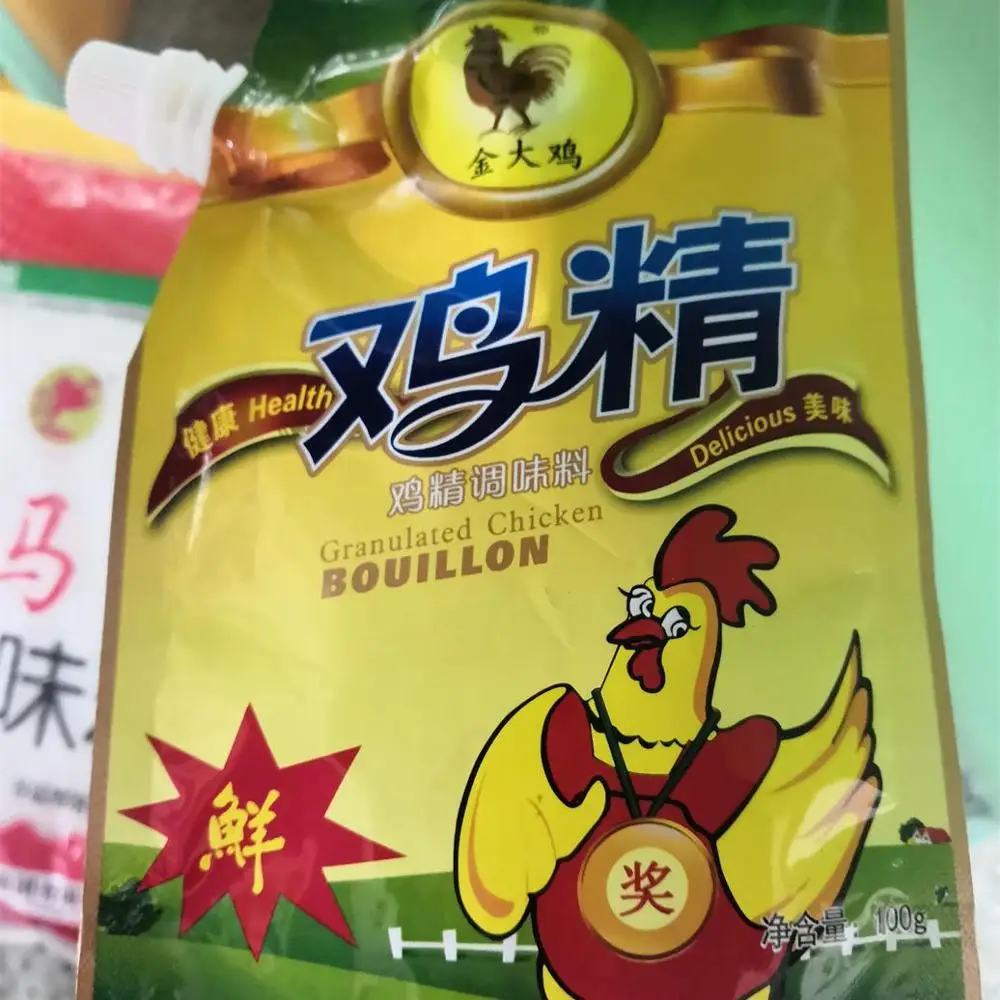 金大鸡
鸡精
健康 Health
Delicious 美味
鸡精调味料
Granulated Chicken
BOUILLON
鲜
奖
净含量：100g
马
味